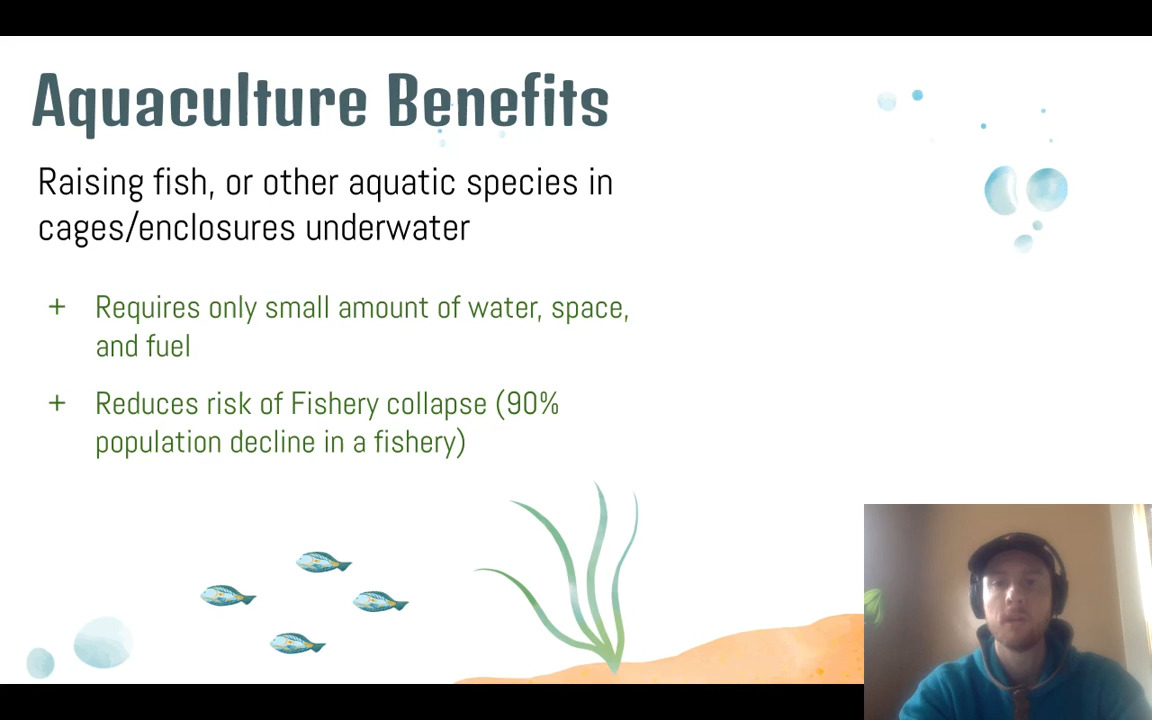 Aquaculture Benefits
Raising fish, or other aquatic species in
cages/enclosures underwater
+ Requires only small amount of water, space,
and fuel
+ Reduces risk of Fishery collapse (90%
population decline in a fishery)